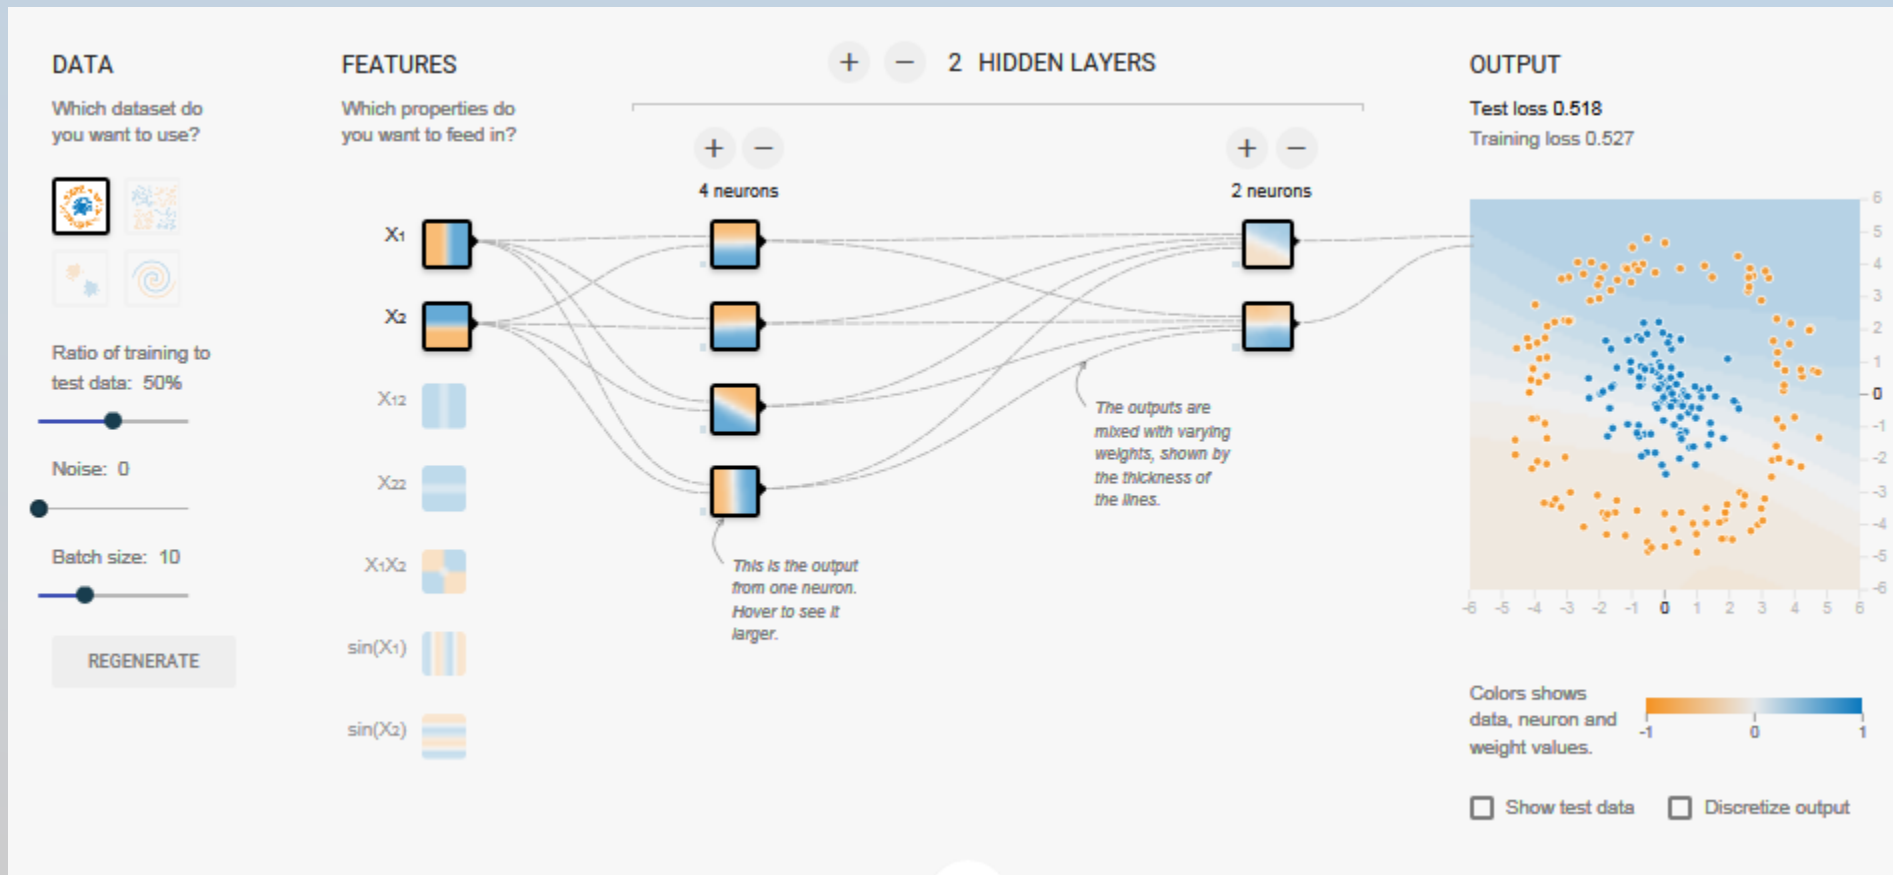 DATA
Which dataset do
you want to use?
Ratio of training to
test data: 50%
Noise: 0
Batch size: 10
REGENERATE
FEATURES
Which properties do
you want to feed in?
X1
X2
X12
X22
X1X2
sin(X1)
sin(X2)
+ − 2 HIDDEN LAYERS
+ −
4 neurons
+ −
2 neurons
This is the output
from one neuron.
Hover to see it
larger.
The outputs are
mixed with varying
weights, shown by
the thickness of
the lines.
OUTPUT
Test loss 0.518
Training loss 0.527
6
5
4
3
2
1
0
-1
-2
-3
-4
-5
-6
-6 -5 -4 -3 -2 -1 0 1 2 3 4 5 6
Colors shows
data, neuron and
weight values.
-1 0 1
Show test data
Discretize output